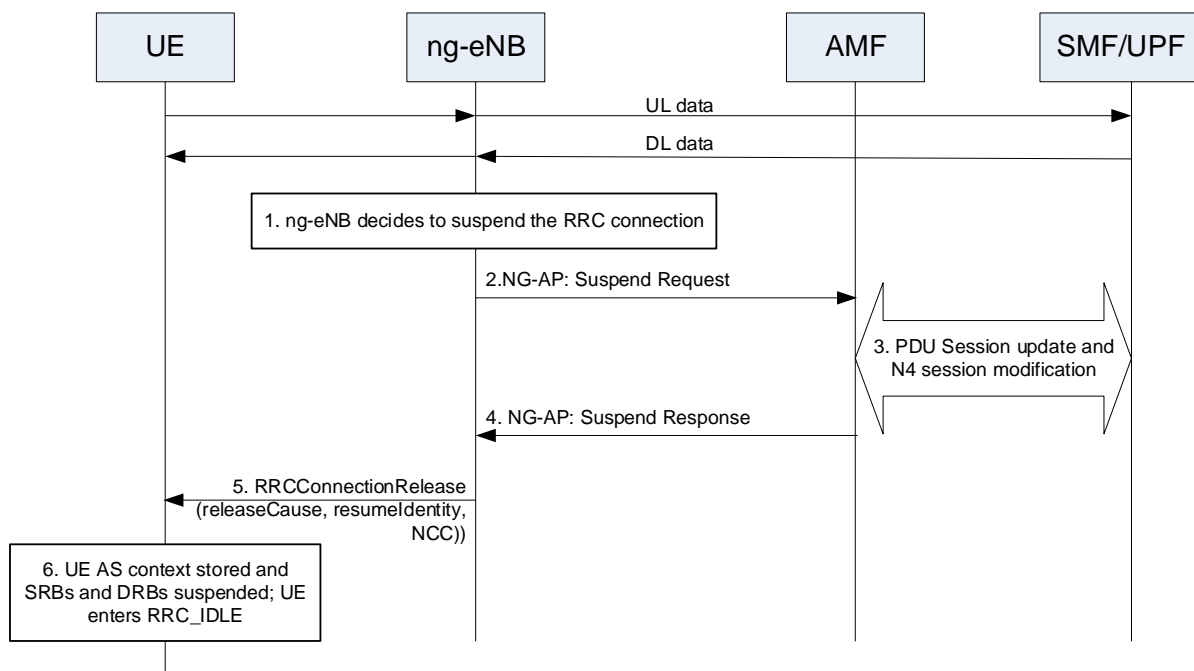 UE
ng-eNB
AMF
SMF/UPF
UL data
DL data
1. ng-eNB decides to suspend the RRC connection
2.NG-AP: Suspend Request
3. PDU Session update and
N4 session modification
4. NG-AP: Suspend Response
5. RRCConnectionRelease
(releaseCause, resumeIdentity,
NCC))
6. UE AS context stored and
SRBs and DRBs suspended; UE
enters RRC_IDLE